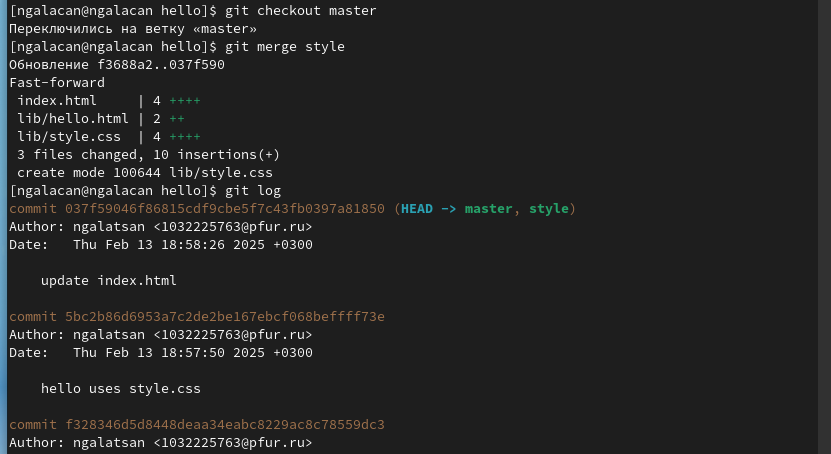 [ngalacan@ngalacan hello]$ git checkout master
Переключились на ветку «master»
[ngalacan@ngalacan hello]$ git merge style
Обновление f3688a2..037f590
Fast-forward
 index.html     | 4 ++++
 lib/hello.html | 2 ++
 lib/style.css  | 4 ++++
 3 files changed, 10 insertions(+)
 create mode 100644 lib/style.css
[ngalacan@ngalacan hello]$ git log
commit 037f59046f86815cdf9cbe5f7c43fb0397a81850 (HEAD -> master, style)
Author: ngalatsan <1032225763@pfur.ru>
Date:   Thu Feb 13 18:58:26 2025 +0300
    update index.html
commit 5bc2b86d6953a7c2de2be167ebcf068beffff73e
Author: ngalatsan <1032225763@pfur.ru>
Date:   Thu Feb 13 18:57:50 2025 +0300
    hello uses style.css
commit f328346d5d8448deaa34eabc8229ac8c78559dc3
Author: ngalatsan <1032225763@pfur.ru>